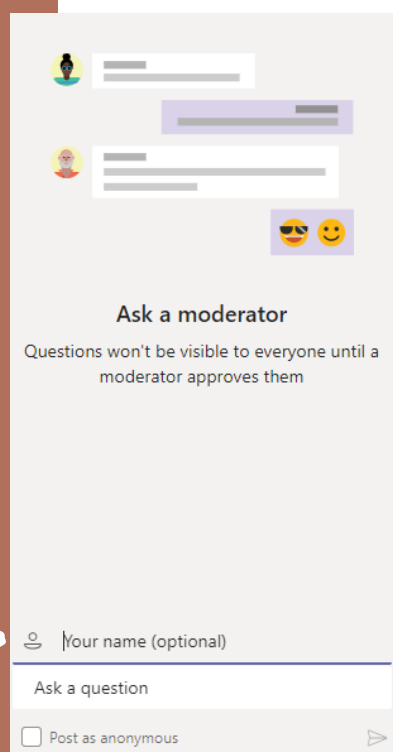 Ask a moderator
Questions won't be visible to everyone until a
moderator approves them
Your name (optional)
Ask a question
Post as anonymous